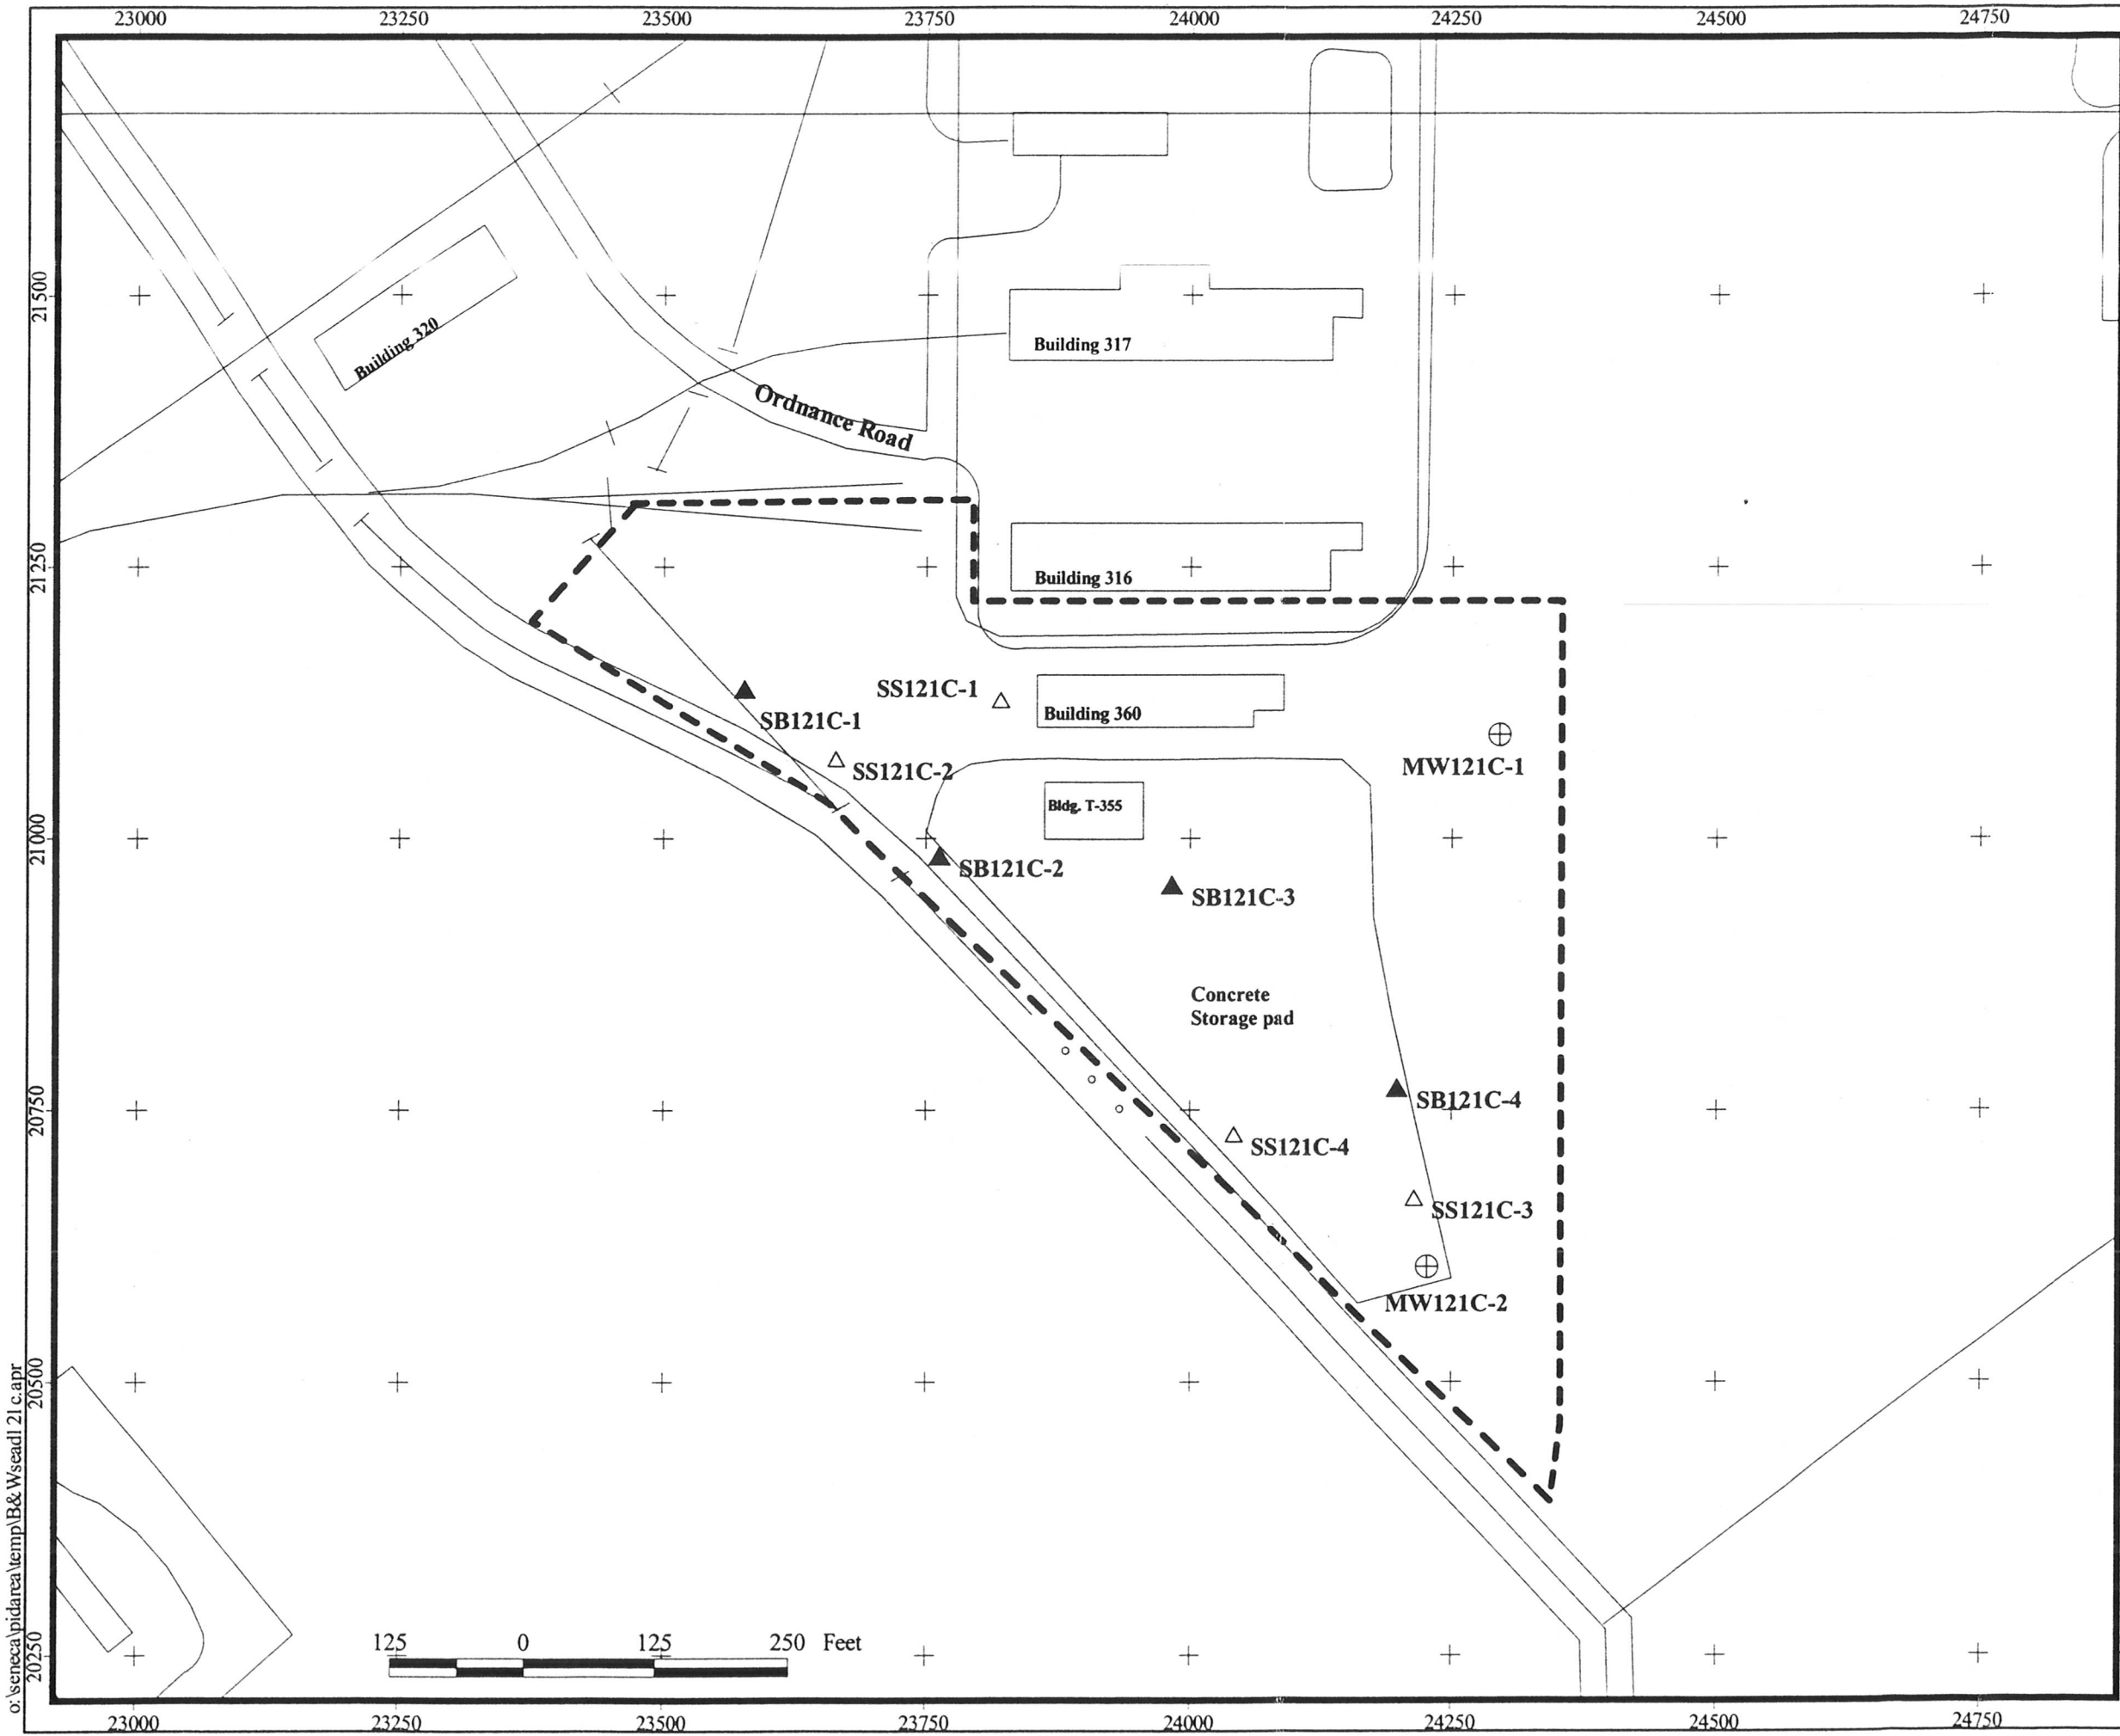 23000 23250 23500 23750 24000 24250 24500 24750
21500
Building 320
Building 317
Ordnance Road
21250
Building 316
SS121C-1
SB121C-1
Building 360
MW121C-1
SS121C-2
Bldg. T-355
21000
SB121C-2
SB121C-3
Concrete
Storage pad
20750
SB121C-4
SS121C-4
SS121C-3
MW121C-2
20500
o:\seneca\pidarea\temp\B&Wsead121c.apr
125 0 125 250 Feet
20250
23000 23250 23500 23750 24000 24250 24500 24750